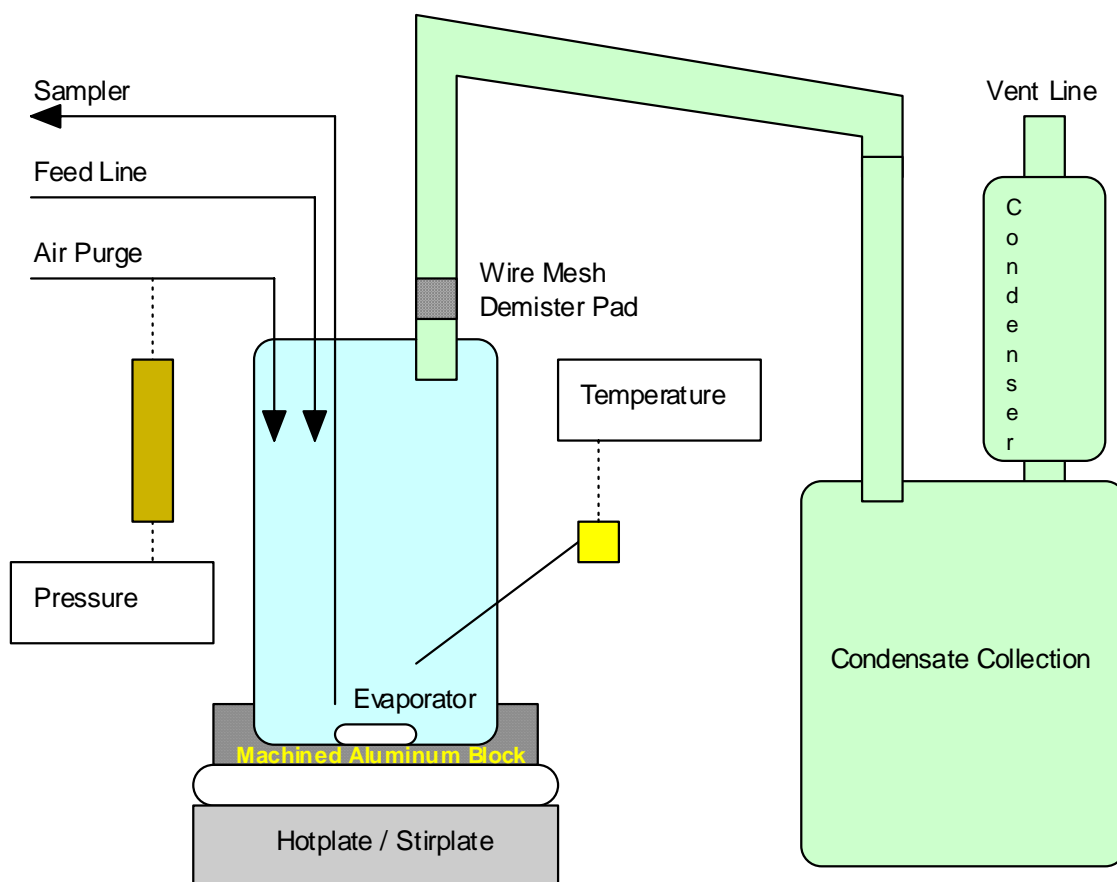 Sampler
Feed Line
Air Purge
Wire Mesh
Demister Pad
Vent Line
Condenser
Temperature
Pressure
Condensate Collection
Evaporator
Machined Aluminum Block
Hotplate / Stirplate